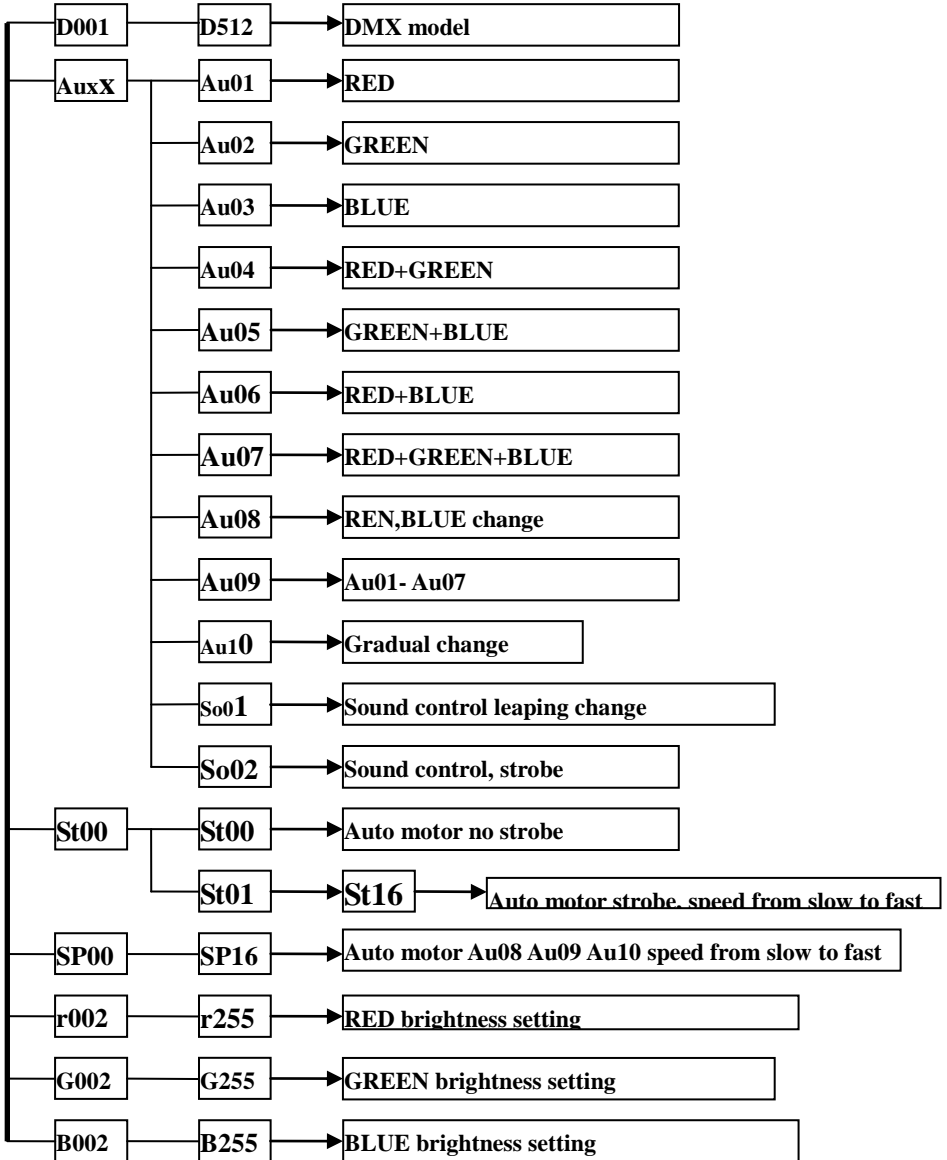 D001 D512 DMX model
AuxX Au01 RED
Au02 GREEN
Au03 BLUE
Au04 RED+GREEN
Au05 GREEN+BLUE
Au06 RED+BLUE
Au07 RED+GREEN+BLUE
Au08 REN,BLUE change
Au09 Au01- Au07
Au10 Gradual change
So01 Sound control leaping change
So02 Sound control, strobe
St00 St00 Auto motor no strobe
St01 St16 Auto motor strobe, speed from slow to fast
SP00 SP16 Auto motor Au08 Au09 Au10 speed from slow to fast
r002 r255 RED brightness setting
G002 G255 GREEN brightness setting
B002 B255 BLUE brightness setting